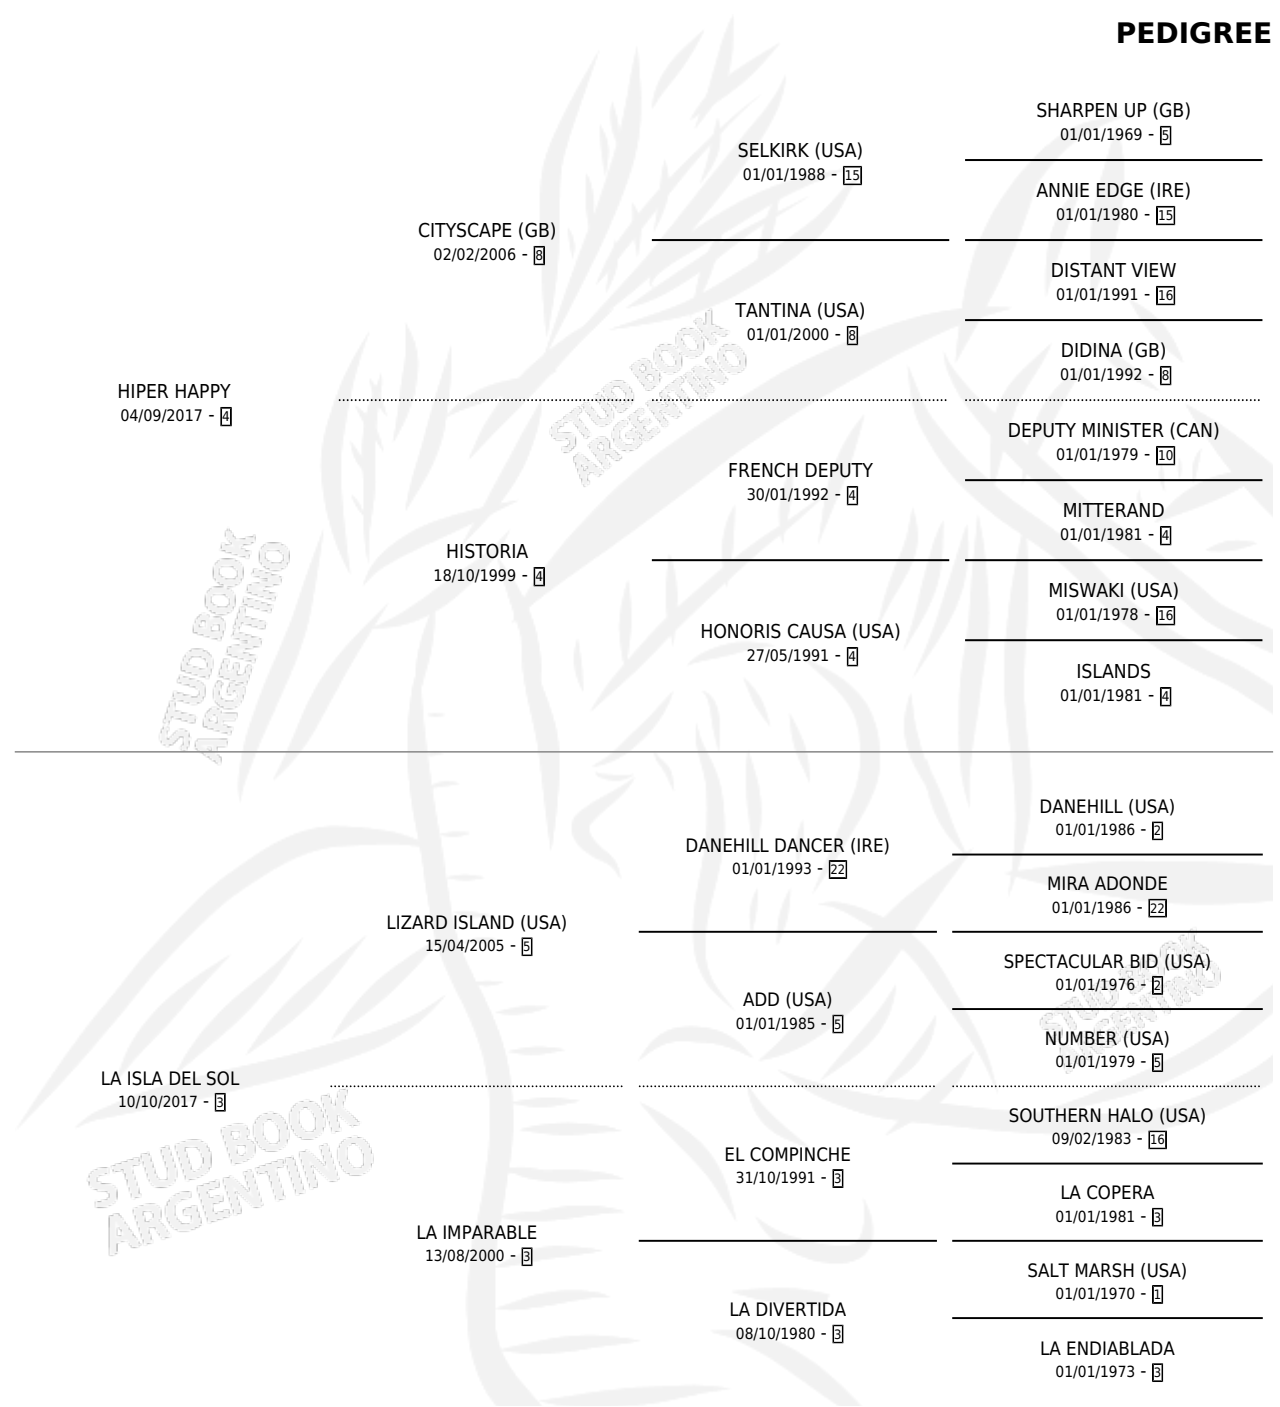 PEDIGREE
SHARPEN UP (GB)
01/01/1969 - 5
SELKIRK (USA)
01/01/1988 - 15
ANNIE EDGE (IRE)
01/01/1980 - 15
CITYSCAPE (GB)
02/02/2006 - 8
DISTANT VIEW
01/01/1991 - 16
TANTINA (USA)
01/01/2000 - 8
DIDINA (GB)
01/01/1992 - 8
HIPER HAPPY
04/09/2017 - 4
DEPUTY MINISTER (CAN)
01/01/1979 - 10
FRENCH DEPUTY
30/01/1992 - 4
MITTERAND
01/01/1981 - 4
HISTORIA
18/10/1999 - 4
MISWAKI (USA)
01/01/1978 - 16
HONORIS CAUSA (USA)
27/05/1991 - 4
ISLANDS
01/01/1981 - 4
DANEHILL (USA)
01/01/1986 - 2
DANEHILL DANCER (IRE)
01/01/1993 - 22
MIRA ADONDE
01/01/1986 - 22
LIZARD ISLAND (USA)
15/04/2005 - 5
SPECTACULAR BID (USA)
01/01/1976 - 2
ADD (USA)
01/01/1985 - 5
NUMBER (USA)
01/01/1979 - 5
LA ISLA DEL SOL
10/10/2017 - 3
SOUTHERN HALO (USA)
09/02/1983 - 16
EL COMPINCHE
31/10/1991 - 3
LA COPERA
01/01/1981 - 3
LA IMPARABLE
13/08/2000 - 3
SALT MARSH (USA)
01/01/1970 - 1
LA DIVERTIDA
08/10/1980 - 3
LA ENDIABLADA
01/01/1973 - 3
STUD BOOK
ARGENTINO
STUD BOOK
ARGENTINO
STUD BOOK
ARGENTINO
STUD BOOK
ARGENTINO